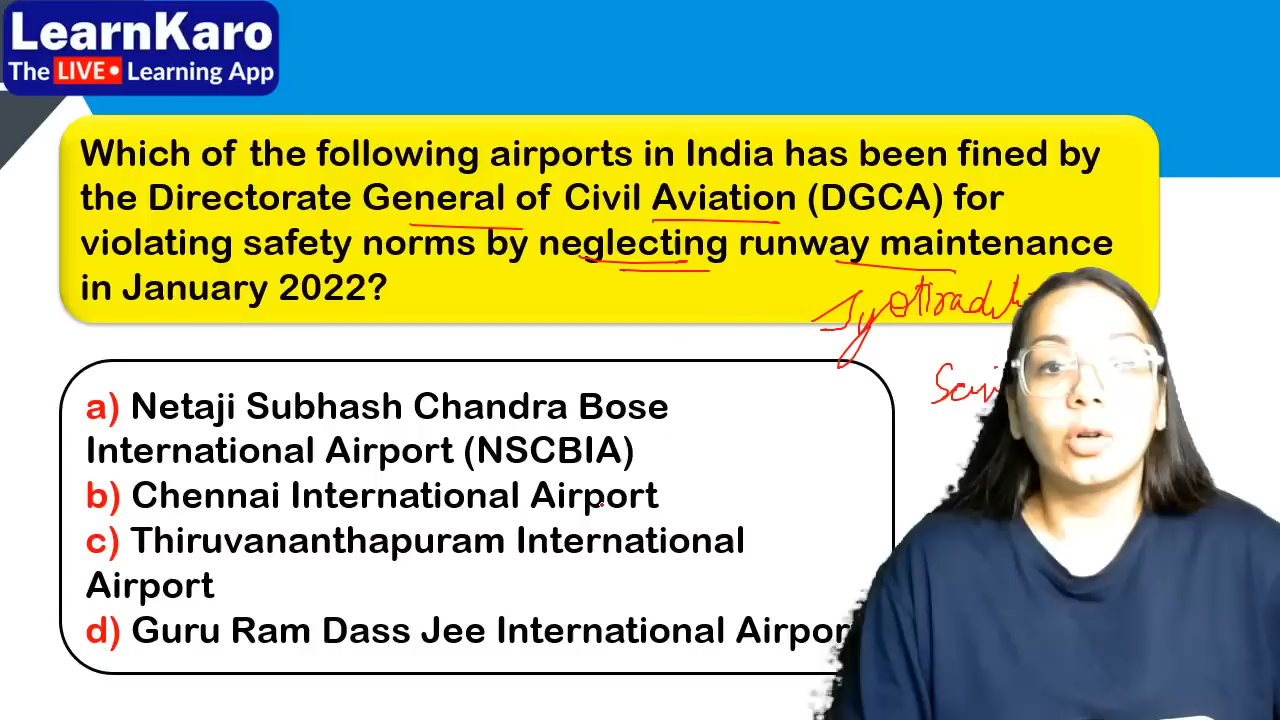 LearnKaro
The LIVE Learning App
Which of the following airports in India has been fined by
the Directorate General of Civil Aviation (DGCA) for
violating safety norms by neglecting runway maintenance
in January 2022?
a) Netaji Subhash Chandra Bose
International Airport (NSCBIA)
b) Chennai International Airport
c) Thiruvananthapuram International
Airport
d) Guru Ram Dass Jee International Airpor